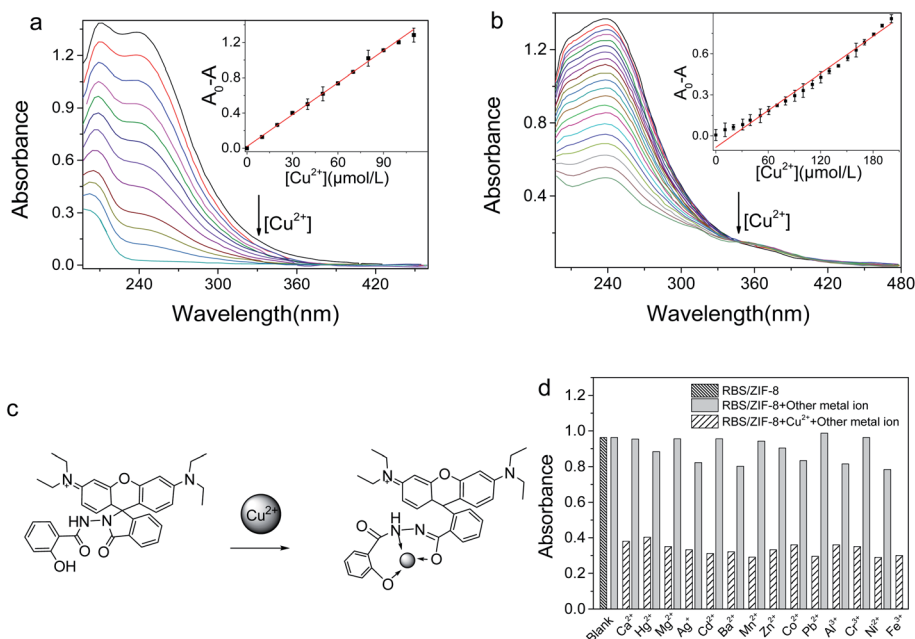 a
Absorbance
1.2
0.9
0.6
0.3
0.0
240
300
360
420
Wavelength(nm)
[Cu²⁺]
A₀-A
1.2
0.8
0.4
0.0
0
30
60
90
[Cu²⁺](μmol/L)
b
Absorbance
1.2
1.0
0.8
0.6
0.4
240
300
360
420
480
Wavelength(nm)
[Cu²⁺]
A₀-A
0.6
0.3
0.0
0
60
120
180
[Cu²⁺](μmol/L)
c
N⁺
O
N
HN
N
O
O
OH
Cu²⁺
N
O
N
O
H
N
N
O
O
d
Absorbance
1.2
1.0
0.8
0.6
0.4
0.2
0.0
RBS/ZIF-8
RBS/ZIF-8+Other metal ion
RBS/ZIF-8+Cu²⁺+Other metal ion
Blank
Ca²⁺
Hg²⁺
Mg²⁺
Ag⁺
Cd²⁺
Ba²⁺
Mn²⁺
Zn²⁺
Co²⁺
Pb²⁺
Al³⁺
Cr³⁺
Ni²⁺
Fe³⁺